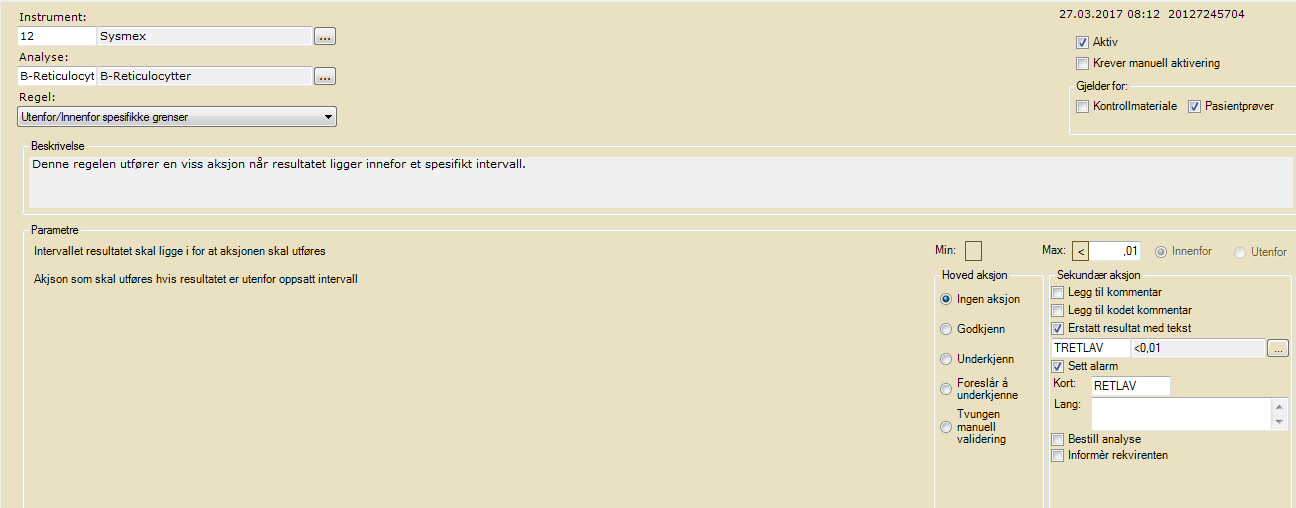 Instrument:
27.03.2017 08:12 20127245704
12 Sysmex ...
Aktiv
Analyse:
Krever manuell aktivering
B-Reticulocyt B-Reticulocytter ...
Gjelder for:
Regel:
Kontrollmateriale Pasientprøver
Utenfor/Innenfor spesifikke grenser
Beskrivelse
Denne regelen utfører en viss aksjon når resultatet ligger innefor et spesifikt intervall.
Parametre
Intervallet resultatet skal ligge i for at aksjonen skal utføres
Min: Max: < ,01 Innenfor Utenfor
Akjson som skal utføres hvis resultatet er utenfor oppsatt intervall
Hoved aksjon
Ingen aksjon
Godkjenn
Underkjenn
Foreslår å
underkjenne
Tvungen
manuell
validering
Sekundær aksjon
Legg til kommentar
Legg til kodet kommentar
Erstatt resultat med tekst
TRETLAV <0,01 ...
Sett alarm
Kort: RETLAV
Lang:
Bestill analyse
Informèr rekvirenten